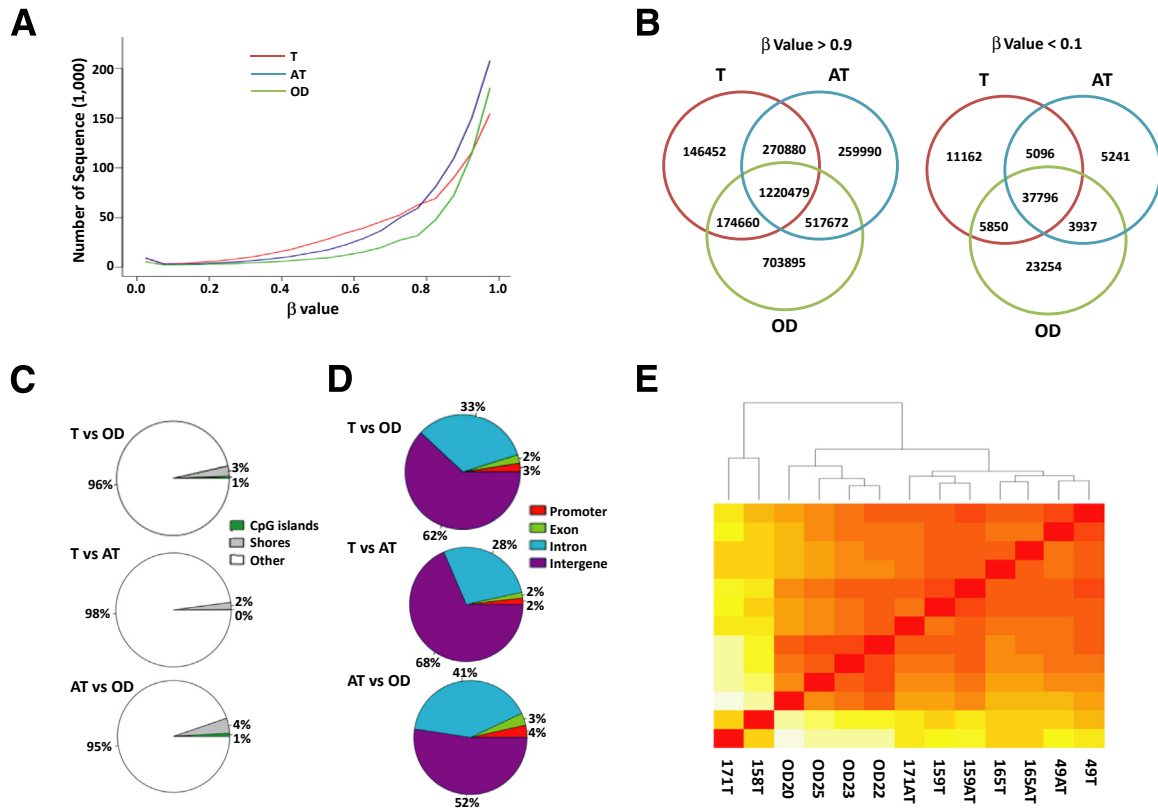 A
Number of Sequence (1,000)
200
150
100
50
0
T
AT
OD
0.0 0.2 0.4 0.6 0.8 1.0
β value
B
β Value > 0.9
T AT
146452 270880 259990
1220479
174660 517672
703895
OD
β Value < 0.1
T AT
11162 5096 5241
37796
5850 3937
23254
OD
C
T vs OD
3%
1%
96%
CpG islands
Shores
Other
T vs AT
2%
0%
98%
AT vs OD
4%
1%
95%
D
T vs OD
33%
2%
3%
62%
Promoter
Exon
Intron
Intergene
T vs AT
28%
2%
2%
68%
AT vs OD
41%
3%
4%
52%
E
171T 158T OD20 OD25 OD23 OD22 171AT 159T 159AT 165T 165AT 49AT 49T